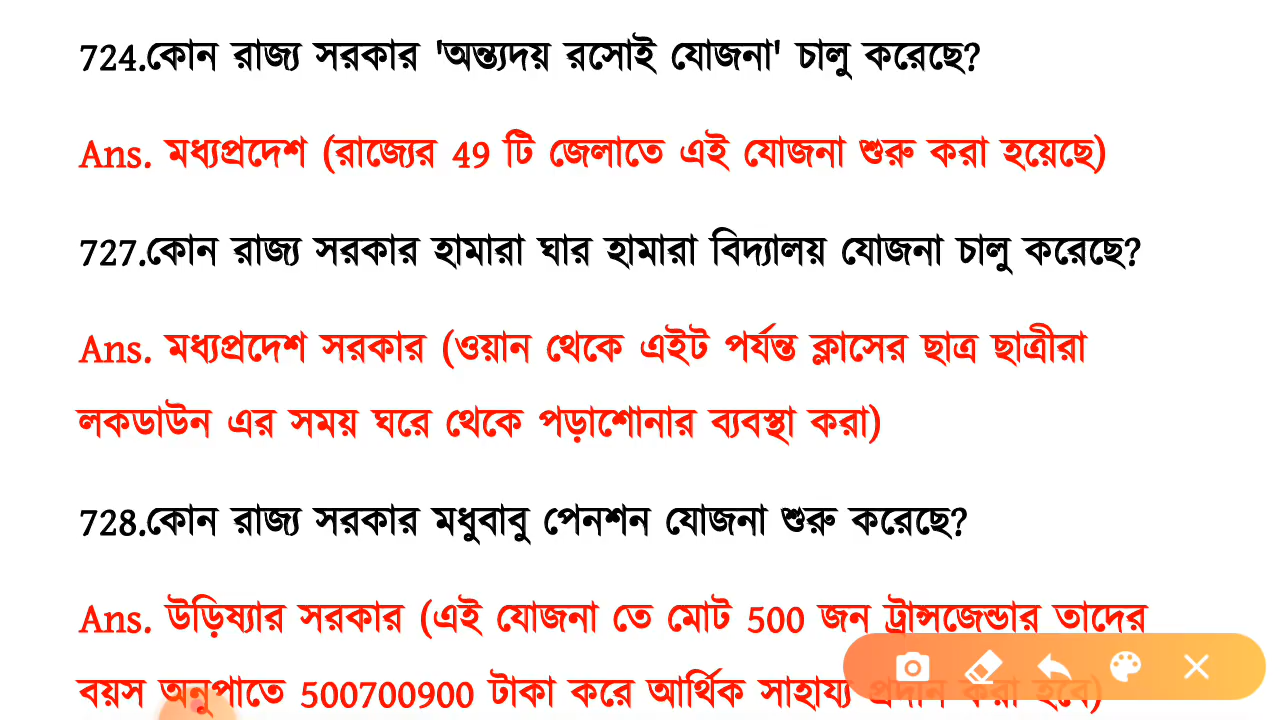 724.কোন রাজ্য সরকার 'অন্ত্যদয় রসোই যোজনা' চালু করেছে?
Ans. মধ্যপ্রদেশ (রাজ্যের 49 টি জেলাতে এই যোজনা শুরু করা হয়েছে)
727.কোন রাজ্য সরকার হামারা ঘার হামারা বিদ্যালয় যোজনা চালু করেছে?
Ans. মধ্যপ্রদেশ সরকার (ওয়ান থেকে এইট পর্যন্ত ক্লাসের ছাত্র ছাত্রীরা
লকডাউন এর সময় ঘরে থেকে পড়াশোনার ব্যবস্থা করা)
728.কোন রাজ্য সরকার মধুবাবু পেনশন যোজনা শুরু করেছে?
Ans. উড়িষ্যার সরকার (এই যোজনা তে মোট 500 জন ট্রান্সজেন্ডার তাদের
বয়স অনুপাতে 500700900 টাকা করে আর্থিক সাহায্য প্রদান করা হবে)